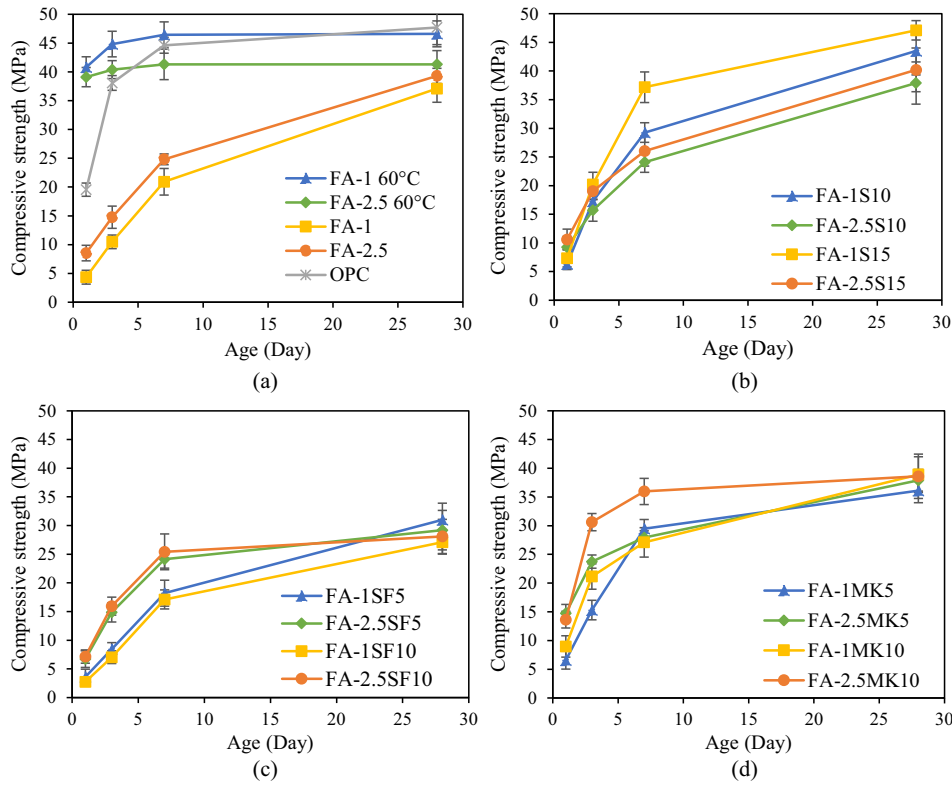 Compressive strength (MPa)
50
45
40
35
30
25
20
15
10
5
0
FA-1 60°C
FA-2.5 60°C
FA-1
FA-2.5
OPC
0 5 10 15 20 25 30
Age (Day)
(a)
Compressive strength (MPa)
50
45
40
35
30
25
20
15
10
5
0
FA-1S10
FA-2.5S10
FA-1S15
FA-2.5S15
0 5 10 15 20 25 30
Age (Day)
(b)
Compressive strength (MPa)
50
45
40
35
30
25
20
15
10
5
0
FA-1SF5
FA-2.5SF5
FA-1SF10
FA-2.5SF10
0 5 10 15 20 25 30
Age (Day)
(c)
Compressive strength (MPa)
50
45
40
35
30
25
20
15
10
5
0
FA-1MK5
FA-2.5MK5
FA-1MK10
FA-2.5MK10
0 5 10 15 20 25 30
Age (Day)
(d)